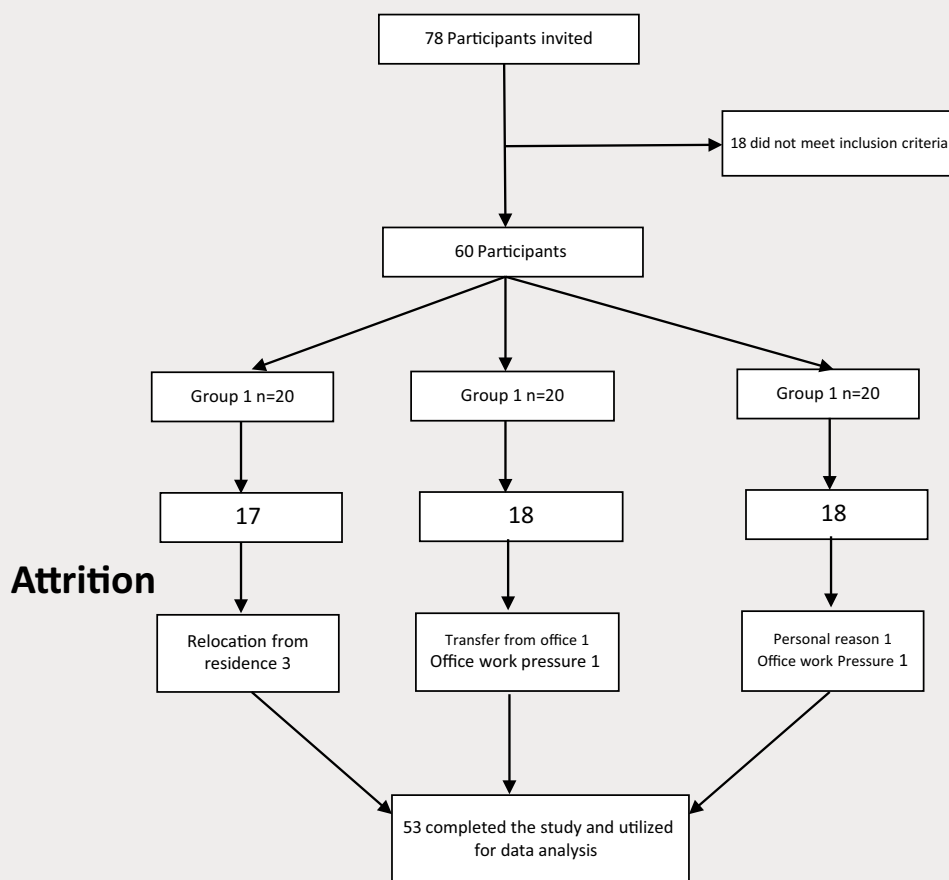 78 Participants invited
18 did not meet inclusion criteria
60 Participants
Group 1 n=20
Group 1 n=20
Group 1 n=20
17
18
18
Attrition
Relocation from
residence 3
Transfer from office 1
Office work pressure 1
Personal reason 1
Office work Pressure 1
53 completed the study and utilized
for data analysis